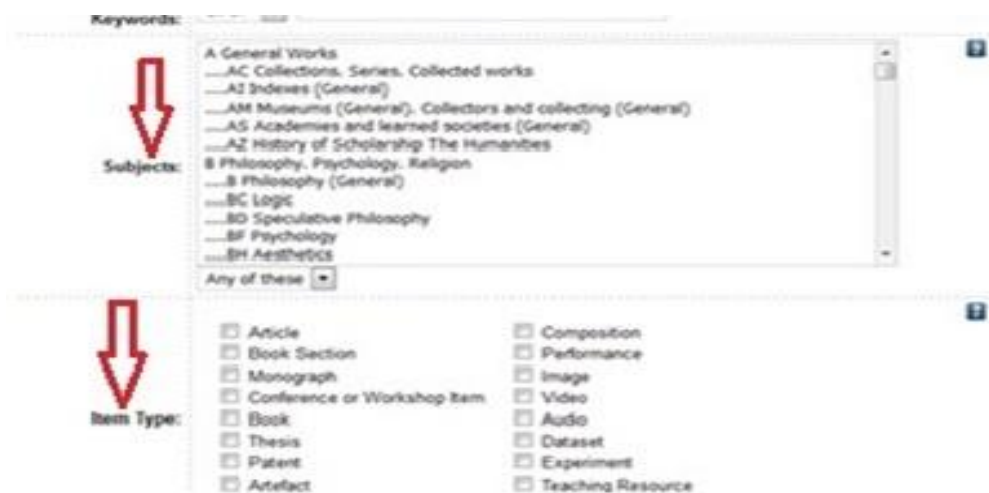 Keywords:
Subjects:
A General Works
....AC Collections. Series. Collected works
....AI Indexes (General)
....AM Museums (General). Collectors and collecting (General)
....AS Academies and learned societies (General)
....AZ History of Scholarship The Humanities
B Philosophy. Psychology. Religion
....B Philosophy (General)
....BC Logic
....BD Speculative Philosophy
....BF Psychology
....BH Aesthetics
Any of these
Item Type:
Article
Book Section
Monograph
Conference or Workshop Item
Book
Thesis
Patent
Artefact
Composition
Performance
Image
Video
Audio
Dataset
Experiment
Teaching Resource
?
?